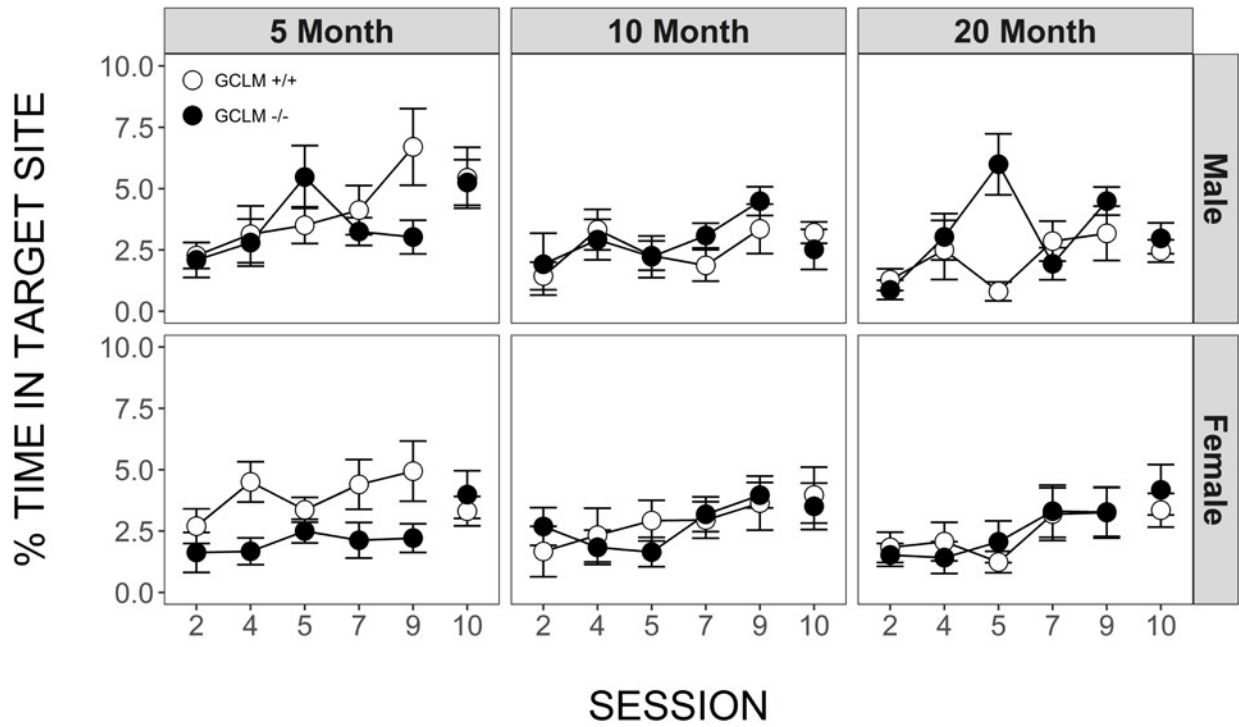 5 Month 10 Month 20 Month
% TIME IN TARGET SITE
10.0
7.5
5.0
2.5
0.0
GCLM +/+
GCLM -/-
Male
10.0
7.5
5.0
2.5
0.0
Female
2 4 5 7 9 10 2 4 5 7 9 10 2 4 5 7 9 10
SESSION